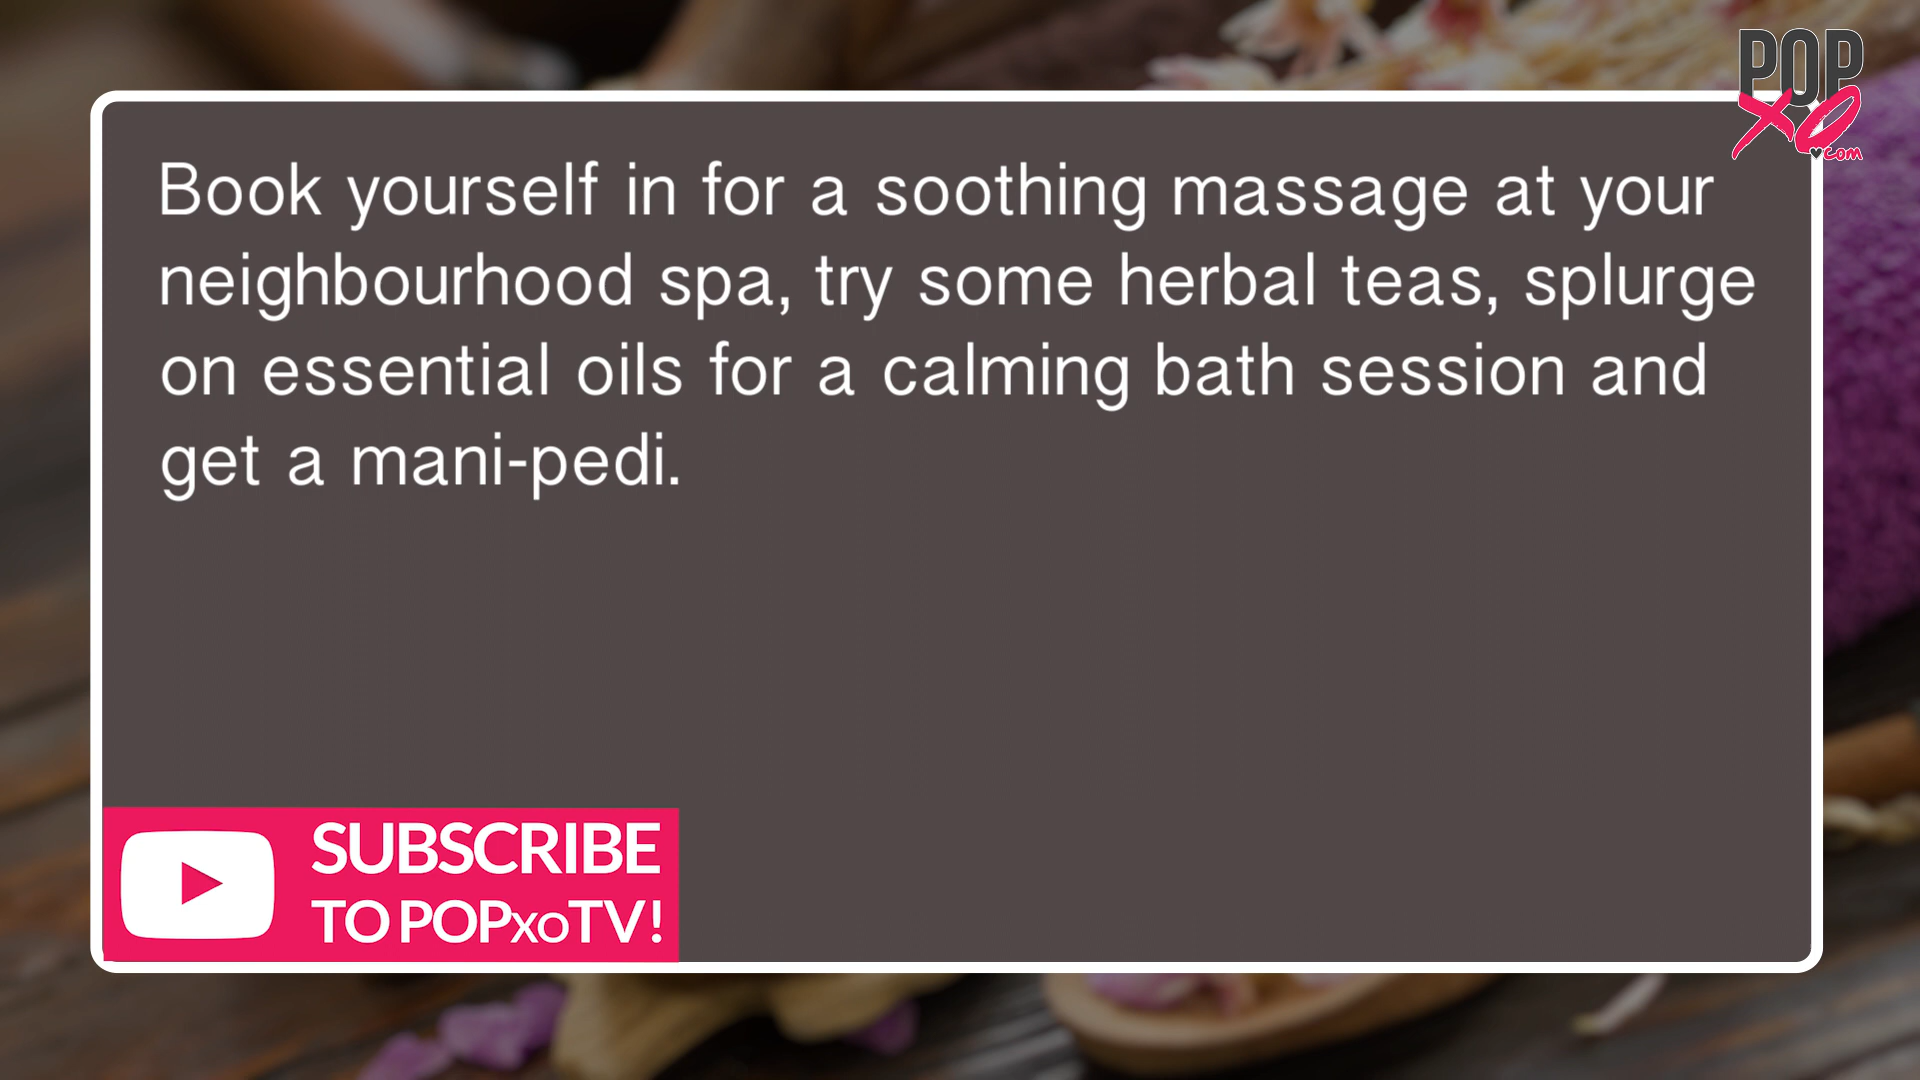 POP
xo
.com
Book yourself in for a soothing massage at your
neighbourhood spa, try some herbal teas, splurge
on essential oils for a calming bath session and
get a mani-pedi.
SUBSCRIBE
TO POPxoTV!